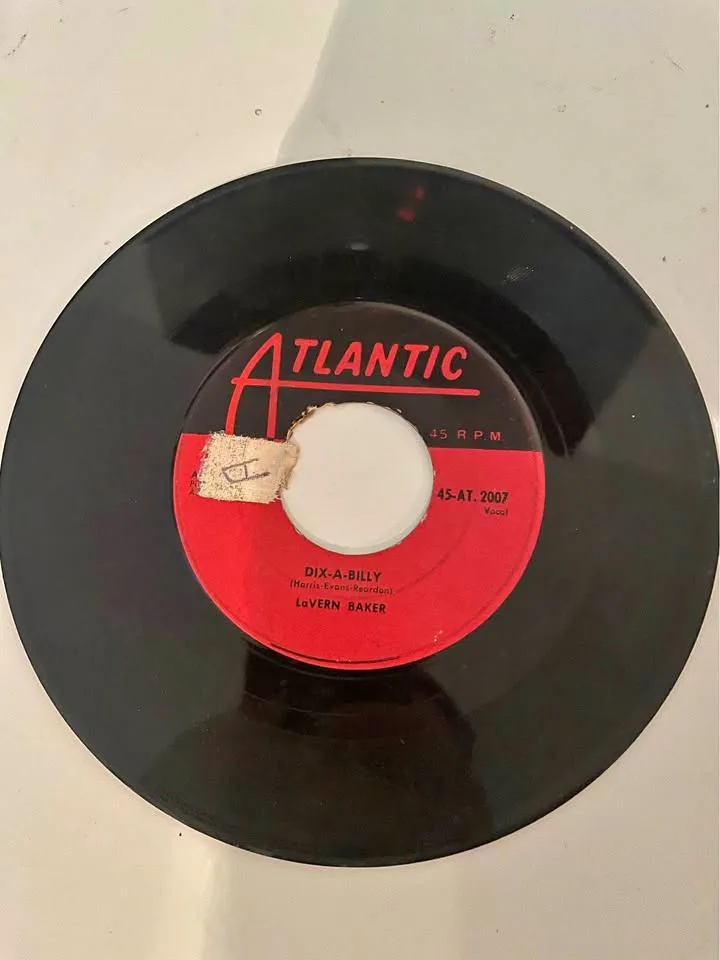 ATLANTIC
45 R.P.M.
A
45-AT. 2007
Vocal
DIX-A-BILLY
(Harris-Evans-Reardon)
LaVERN BAKER